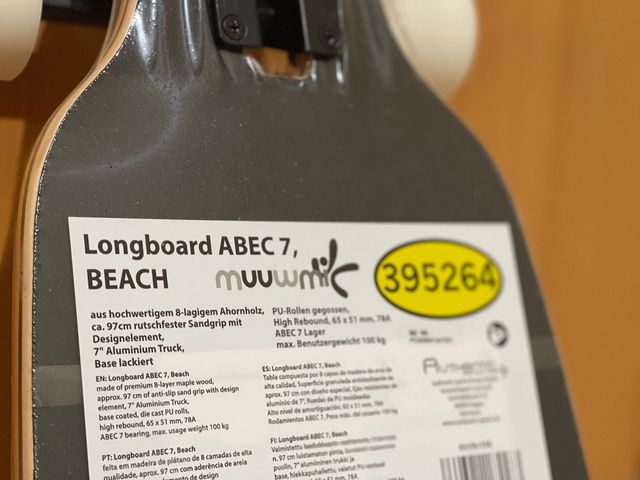 Longboard ABEC 7,
BEACH
muuwmi
395264
aus hochwertigem 8-lagigem Ahornholz,
ca. 97cm rutschfester Sandgrip mit
Designelement,
7" Aluminium Truck,
Base lackiert
PU-Rollen gegossen,
High Rebound, 65 x 51 mm, 78A
ABEC 7 Lager
max. Benutzergewicht 100 kg
EN: Longboard ABEC 7, Beach
made of premium 8-layer maple wood,
approx. 97 cm of anti-slip sand grip with design
element, 7" Aluminium Truck,
base coated, die cast PU rolls,
high rebound, 65 x 51 mm, 78A
ABEC 7 bearing, max. usage weight 100 kg
ES: Longboard ABEC 7, Beach
Tabla compuesta por 8 capas de madera de arce de
alta calidad, Superficie granulada antideslizante de
aprox. 97 cm con diseño especial, Ejes resistentes de
aluminio de 7", Ruedas de PU moldeadas
Alto nivel de amortiguación, 65 x 51 mm, 78A
Rodamientos ABEC 7, Peso máx. del usuario: 100 kg
PT: Longboard ABEC 7, Beach
feita em madeira de plátano de 8 camadas de alta
qualidade, aprox. 97 cm com aderência de areia
FI: Longboard ABEC 7, Beach
n. 97 cm luistamaton pinta,
puolin, 7" alumiininen trukki ja
base, hiekkapuhallettu, valetut
AUTHENTIC